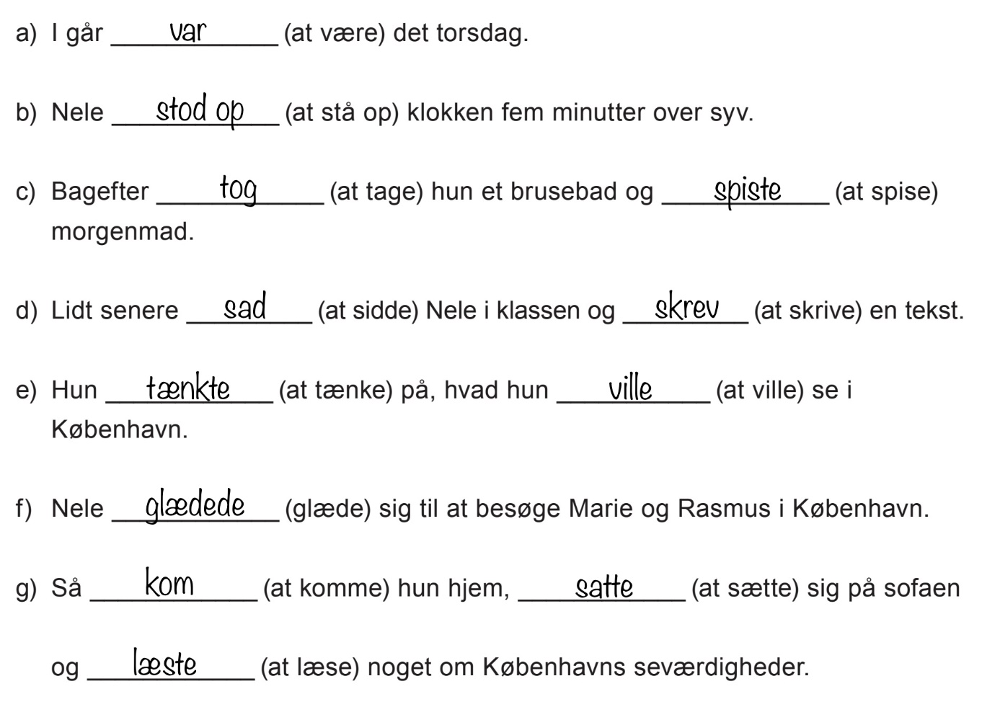 a) I går var (at være) det torsdag.
b) Nele stod op (at stå op) klokken fem minutter over syv.
c) Bagefter tog (at tage) hun et brusebad og spiste (at spise)
morgenmad.
d) Lidt senere sad (at sidde) Nele i klassen og skrev (at skrive) en tekst.
e) Hun tænkte (at tænke) på, hvad hun ville (at ville) se i
København.
f) Nele glædede (glæde) sig til at besøge Marie og Rasmus i København.
g) Så kom (at komme) hun hjem, satte (at sætte) sig på sofaen
og læste (at læse) noget om Københavns seværdigheder.